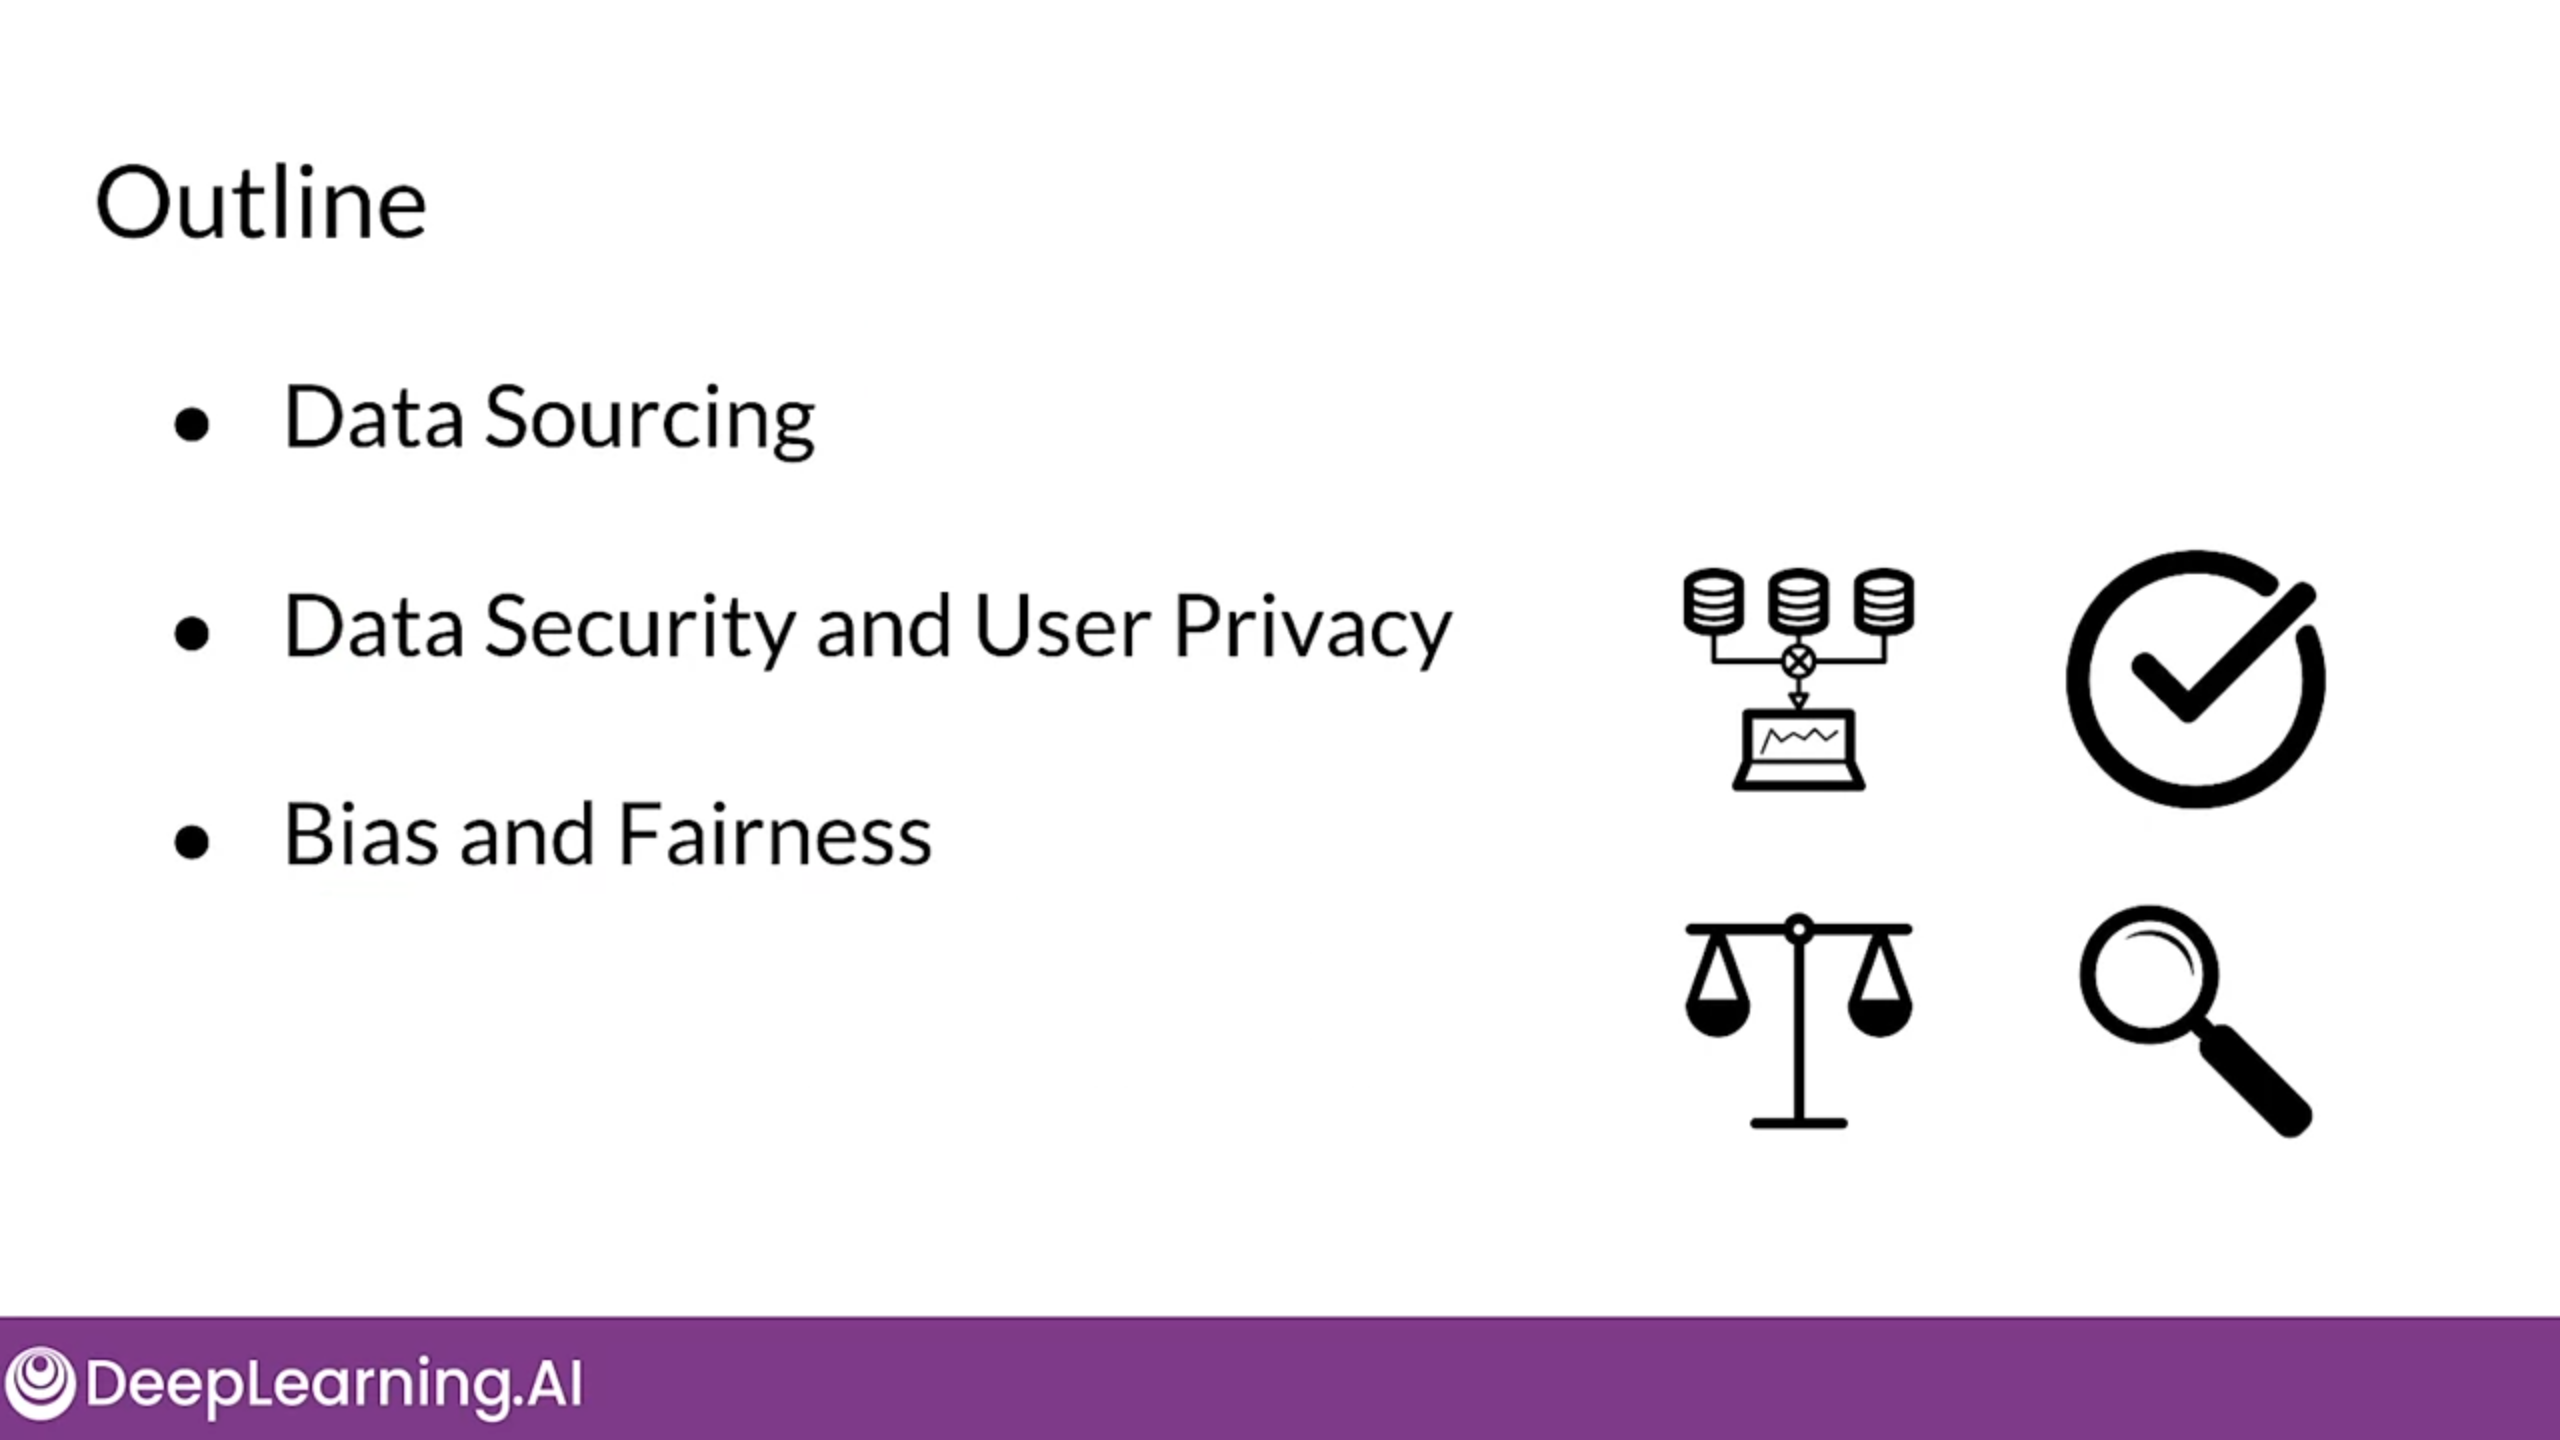 Outline
● Data Sourcing
● Data Security and User Privacy
● Bias and Fairness
DeepLearning.AI